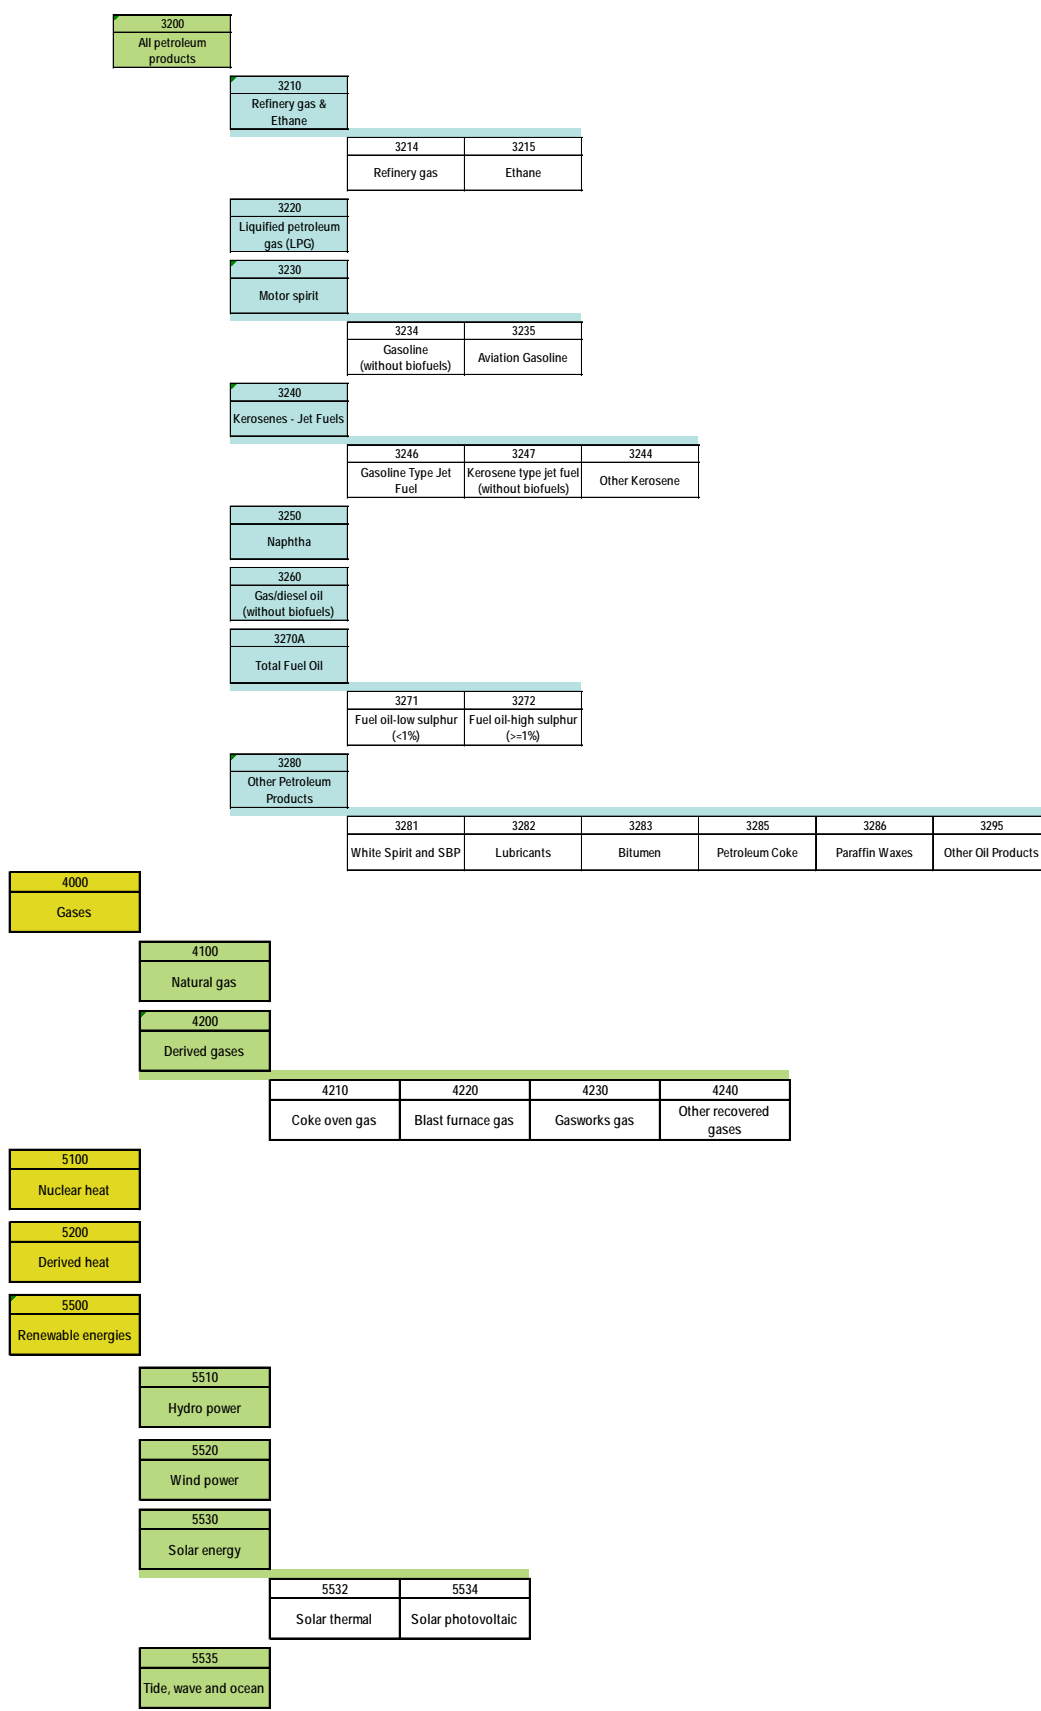 3200
All petroleum
products
3210
Refinery gas &
Ethane
3214 3215
Refinery gas Ethane
3220
Liquified petroleum
gas (LPG)
3230
Motor spirit
3234 3235
Gasoline
(without biofuels) Aviation Gasoline
3240
Kerosenes - Jet Fuels
3246 3247 3244
Gasoline Type Jet
Fuel Kerosene type jet fuel
(without biofuels) Other Kerosene
3250
Naphtha
3260
Gas/diesel oil
(without biofuels)
3270A
Total Fuel Oil
3271 3272
Fuel oil-low sulphur
(<1%) Fuel oil-high sulphur
(>=1%)
3280
Other Petroleum
Products
3281 3282 3283 3285 3286 3295
White Spirit and SBP Lubricants Bitumen Petroleum Coke Paraffin Waxes Other Oil Products
4000
Gases
4100
Natural gas
4200
Derived gases
4210 4220 4230 4240
Coke oven gas Blast furnace gas Gasworks gas Other recovered
gases
5100
Nuclear heat
5200
Derived heat
5500
Renewable energies
5510
Hydro power
5520
Wind power
5530
Solar energy
5532 5534
Solar thermal Solar photovoltaic
5535
Tide, wave and ocean